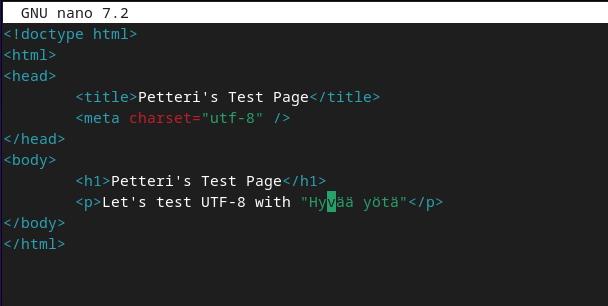 GNU nano 7.2
<!doctype html>
<html>
<head>
        <title>Petteri's Test Page</title>
        <meta charset="utf-8" />
</head>
<body>
        <h1>Petteri's Test Page</h1>
        <p>Let's test UTF-8 with "Hyvää yötä"</p>
</body>
</html>